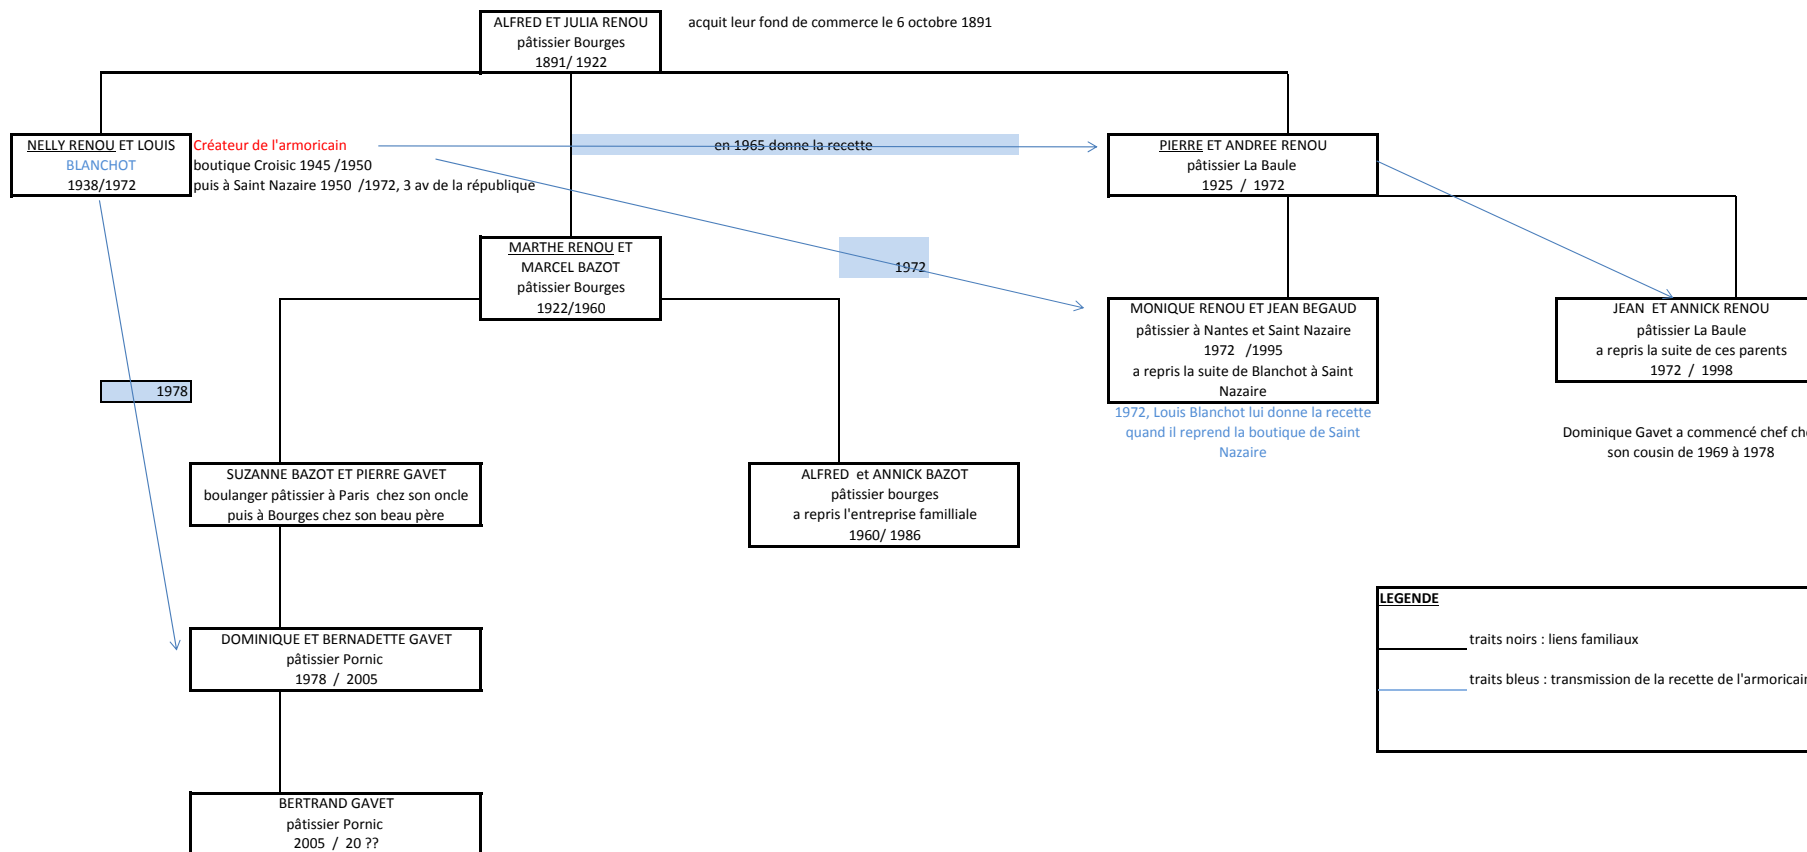 ALFRED ET JULIA RENOU
pâtissier Bourges
1891/ 1922
acquit leur fond de commerce le 6 octobre 1891
NELLY RENOU ET LOUIS
BLANCHOT
1938/1972
Créateur de l'armoricain
boutique Croisic 1945 /1950
puis à Saint Nazaire 1950 /1972, 3 av de la république
en 1965 donne la recette
PIERRE ET ANDREE RENOU
pâtissier La Baule
1925 / 1972
MARTHE RENOU ET
MARCEL BAZOT
pâtissier Bourges
1922/1960
1972
MONIQUE RENOU ET JEAN BEGAUD
pâtissier à Nantes et Saint Nazaire
1972 /1995
a repris la suite de Blanchot à Saint
Nazaire
1972, Louis Blanchot lui donne la recette
quand il reprend la boutique de Saint
Nazaire
JEAN ET ANNICK RENOU
pâtissier La Baule
a repris la suite de ces parents
1972 / 1998
Dominique Gavet a commencé chef
son cousin de 1969 à 1978
1978
SUZANNE BAZOT ET PIERRE GAVET
boulanger pâtissier à Paris chez son oncle
puis à Bourges chez son beau père
ALFRED et ANNICK BAZOT
pâtissier bourges
a repris l'entreprise familliale
1960/ 1986
DOMINIQUE ET BERNADETTE GAVET
pâtissier Pornic
1978 / 2005
BERTRAND GAVET
pâtissier Pornic
2005 / 20 ??
LEGENDE
traits noirs : liens familiaux
traits bleus : transmission de la recette de l'armoricain